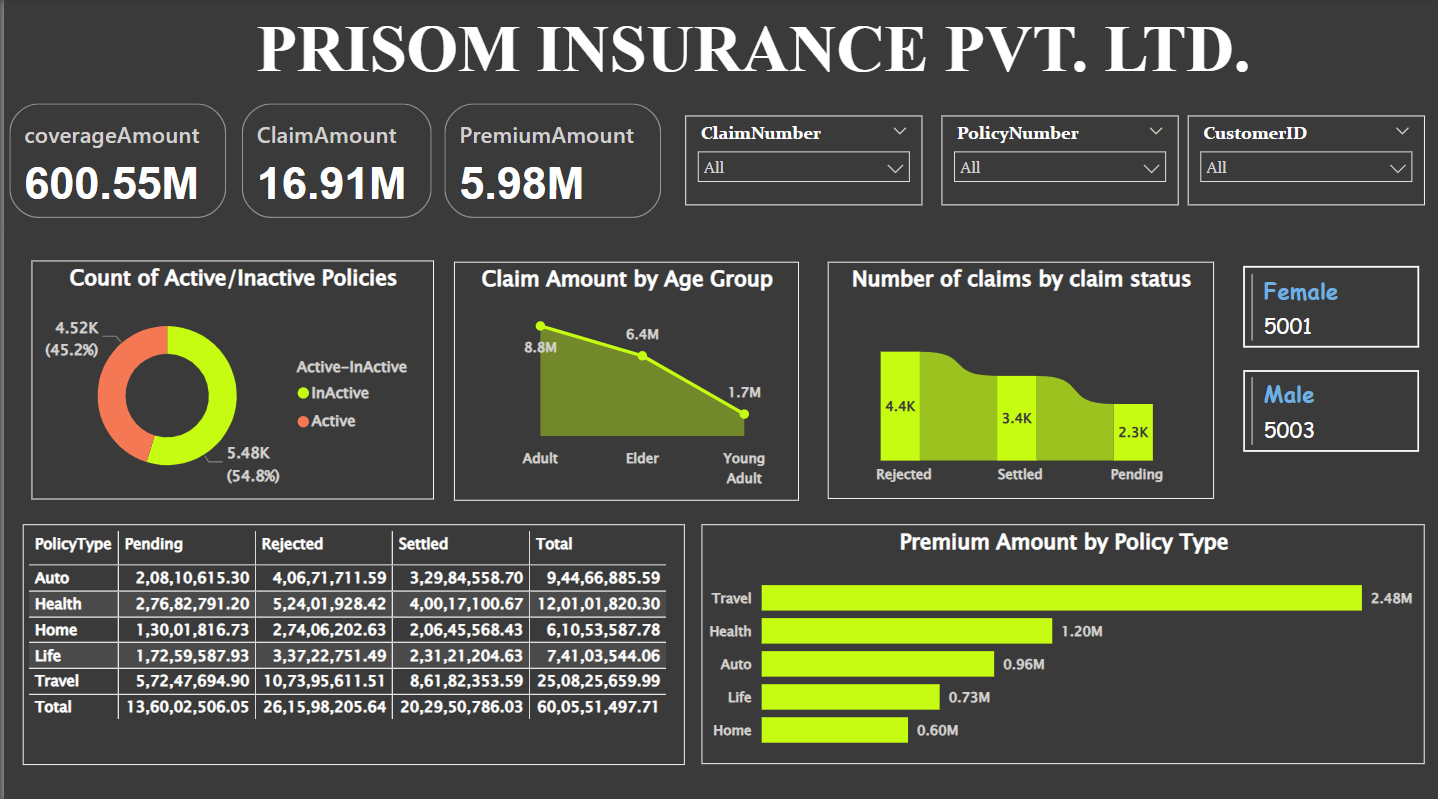 PRISOM INSURANCE PVT. LTD.
coverageAmount
600.55M
ClaimAmount
16.91M
PremiumAmount
5.98M
ClaimNumber
All
PolicyNumber
All
CustomerID
All
Count of Active/Inactive Policies
4.52K
(45.2%)
5.48K
(54.8%)
Active-InActive
InActive
Active
Claim Amount by Age Group
8.8M
6.4M
1.7M
Adult
Elder
Young
Adult
Number of claims by claim status
4.4K
3.4K
2.3K
Rejected
Settled
Pending
Female
5001
Male
5003
PolicyType Pending Rejected Settled Total
Auto 2,08,10,615.30 4,06,71,711.59 3,29,84,558.70 9,44,66,885.59
Health 2,76,82,791.20 5,24,01,928.42 4,00,17,100.67 12,01,01,820.30
Home 1,30,01,816.73 2,74,06,202.63 2,06,45,568.43 6,10,53,587.78
Life 1,72,59,587.93 3,37,22,751.49 2,31,21,204.63 7,41,03,544.06
Travel 5,72,47,694.90 10,73,95,611.51 8,61,82,353.59 25,08,25,659.99
Total 13,60,02,506.05 26,15,98,205.64 20,29,50,786.03 60,05,51,497.71
Premium Amount by Policy Type
Travel 2.48M
Health 1.20M
Auto 0.96M
Life 0.73M
Home 0.60M